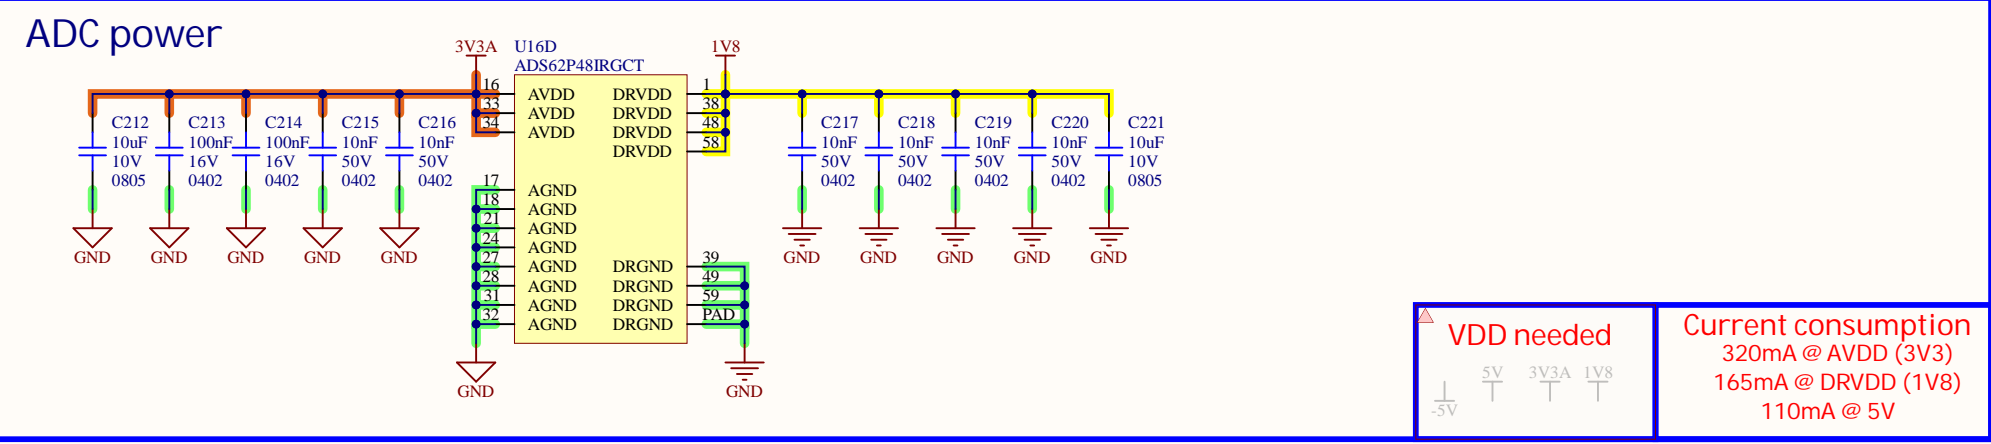 ADC power
3V3A
U16D
ADS62P48IRGCT
1V8
16 AVDD DRVDD 1
33 AVDD DRVDD 38
34 AVDD DRVDD 48
DRVDD 58
C212
10uF
10V
0805
C213
100nF
16V
0402
C214
100nF
16V
0402
C215
10nF
50V
0402
C216
10nF
50V
0402
C217
10nF
50V
0402
C218
10nF
50V
0402
C219
10nF
50V
0402
C220
10nF
50V
0402
C221
10uF
10V
0805
17 AGND
18 AGND
21 AGND
24 AGND
27 AGND DRGND 39
28 AGND DRGND 49
31 AGND DRGND 59
32 AGND DRGND PAD
GND GND GND GND GND
GND GND GND GND GND
GND
GND
VDD needed
-5V 5V 3V3A 1V8
Current consumption
320mA @ AVDD (3V3)
165mA @ DRVDD (1V8)
110mA @ 5V